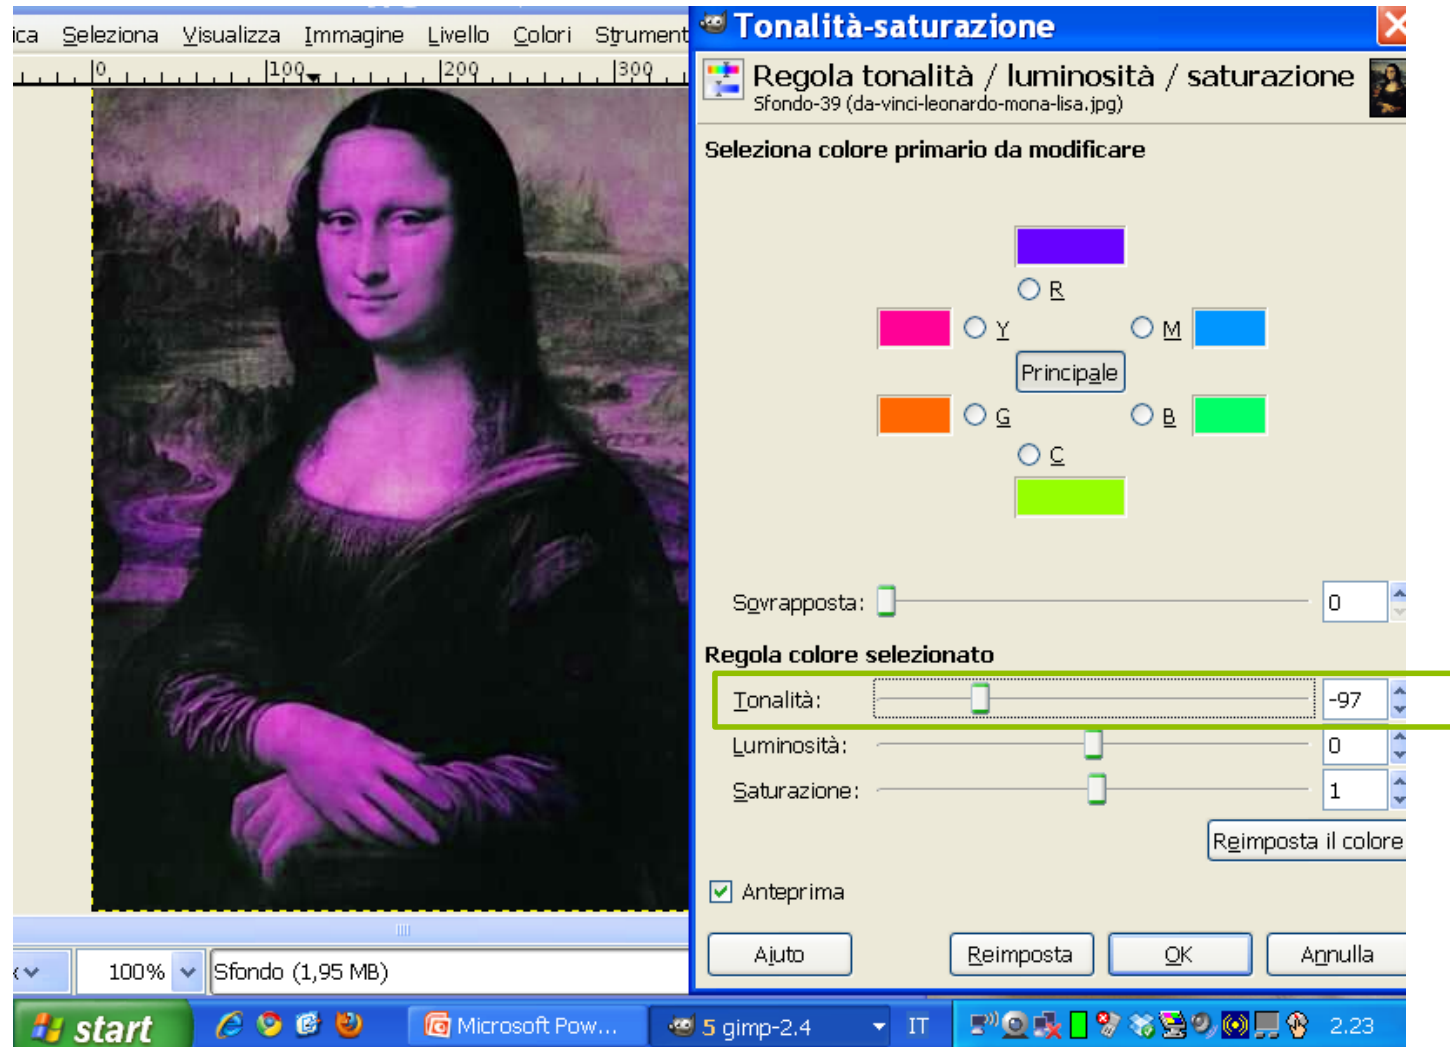 ica Seleziona Visualizza Immagine Livello Colori Strument
0 100 200 300
Tonalità-saturazione
Regola tonalità / luminosità / saturazione
Sfondo-39 (da-vinci-leonardo-mona-lisa.jpg)
Seleziona colore primario da modificare
R
Y M
Principale
G B
C
Sovrapposta: 0
Regola colore selezionato
Tonalità: -97
Luminosità: 0
Saturazione: 1
Reimposta il colore
Anteprima
Aiuto Reimposta OK Annulla
100% Sfondo (1,95 MB)
start Microsoft Pow... 5 gimp-2.4 IT 2.23